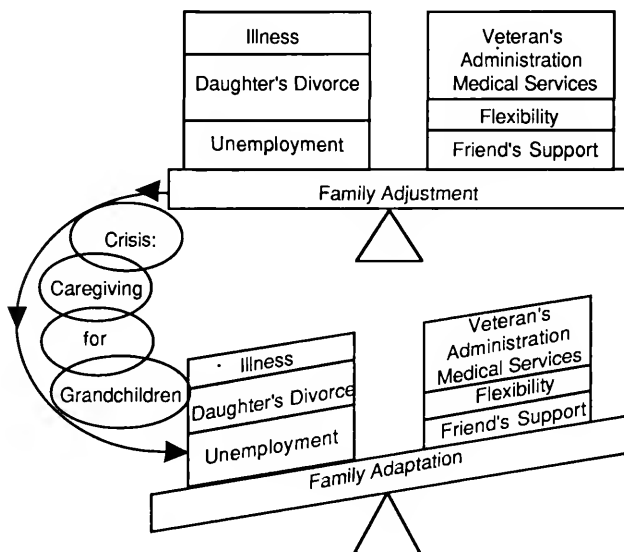 Illness
Daughter's Divorce
Unemployment
Veteran's
Administration
Medical Services
Flexibility
Friend's Support
Family Adjustment
Crisis:
Caregiving
for
Grandchildren
Illness
Daughter's Divorce
Unemployment
Veteran's
Administration
Medical Services
Flexibility
Friend's Support
Family Adaptation